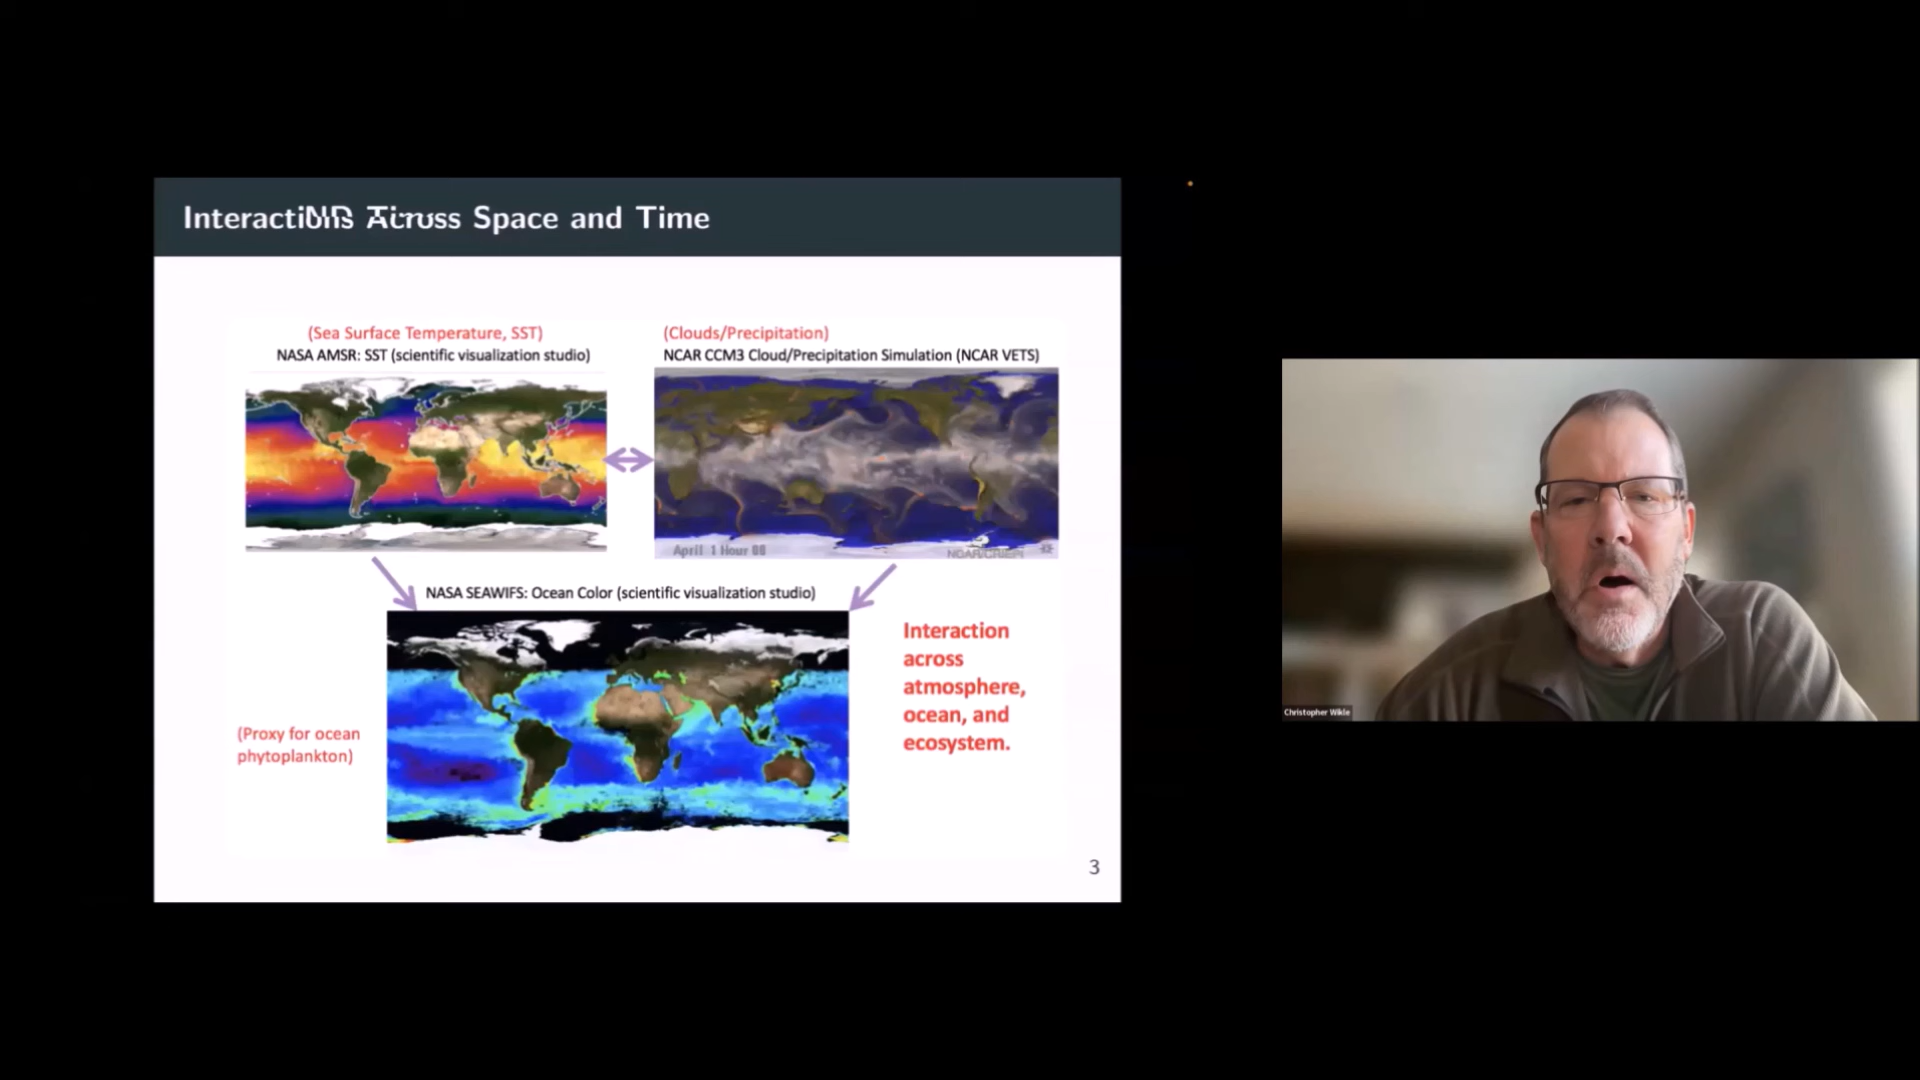 Interactions Across Space and Time
(Sea Surface Temperature, SST)
NASA AMSR: SST (scientific visualization studio)
(Clouds/Precipitation)
NCAR CCM3 Cloud/Precipitation Simulation (NCAR VETS)
April 1 Hour 00
NASA SEAWIFS: Ocean Color (scientific visualization studio)
(Proxy for ocean
phytoplankton)
Interaction
across
atmosphere,
ocean, and
ecosystem.
3
Christopher Wikle